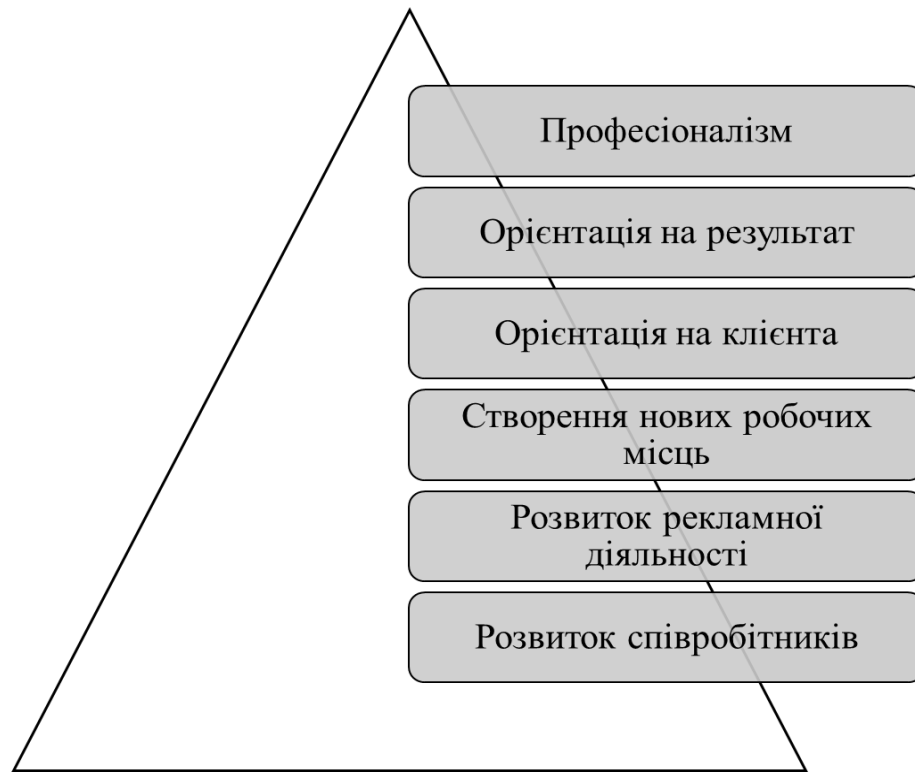 Професіоналізм
Орієнтація на результат
Орієнтація на клієнта
Створення нових робочих
місць
Розвиток рекламної
діяльності
Розвиток співробітників